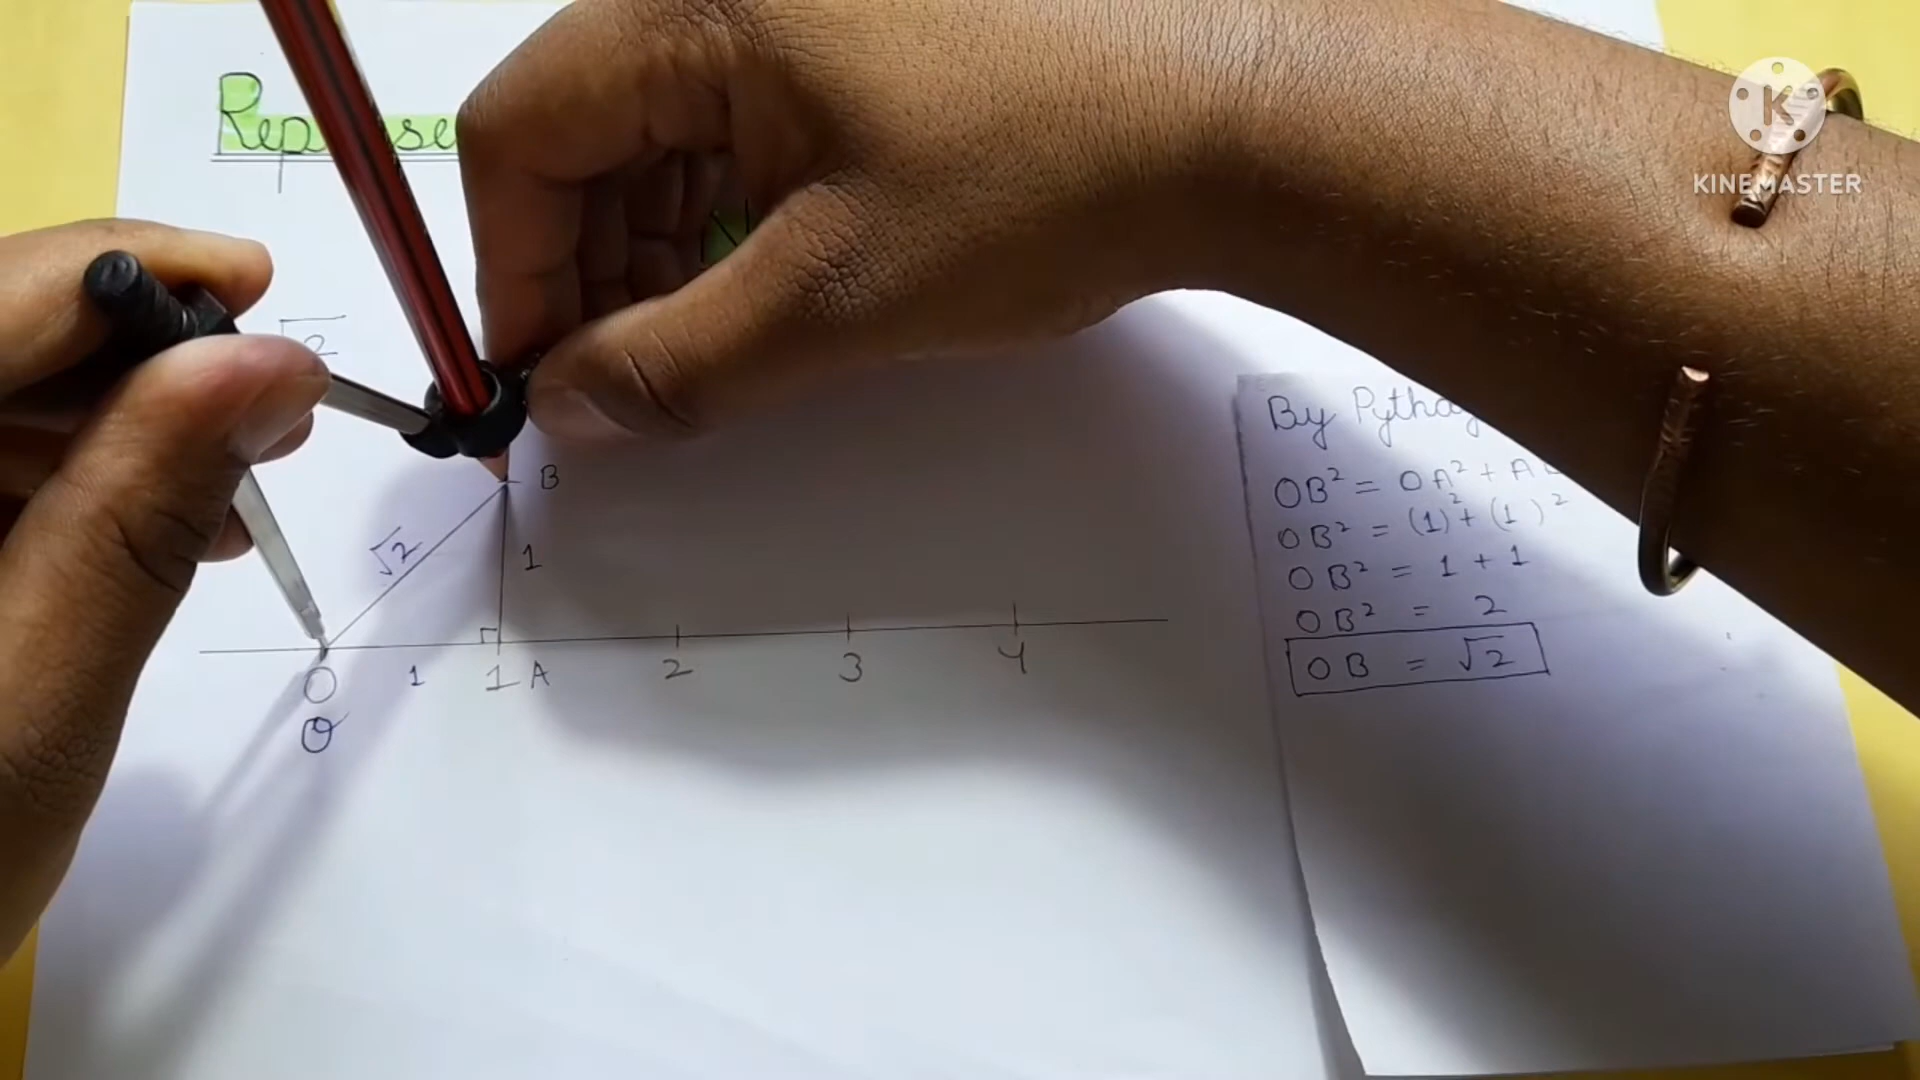 K
KINEMASTER
√2
B
√2
1
O 1 1 A 2 3 4
O
By
OB² = OA² + A
OB² = (1)² + (1)²
OB² = 1 + 1
OB² = 2
OB = √2